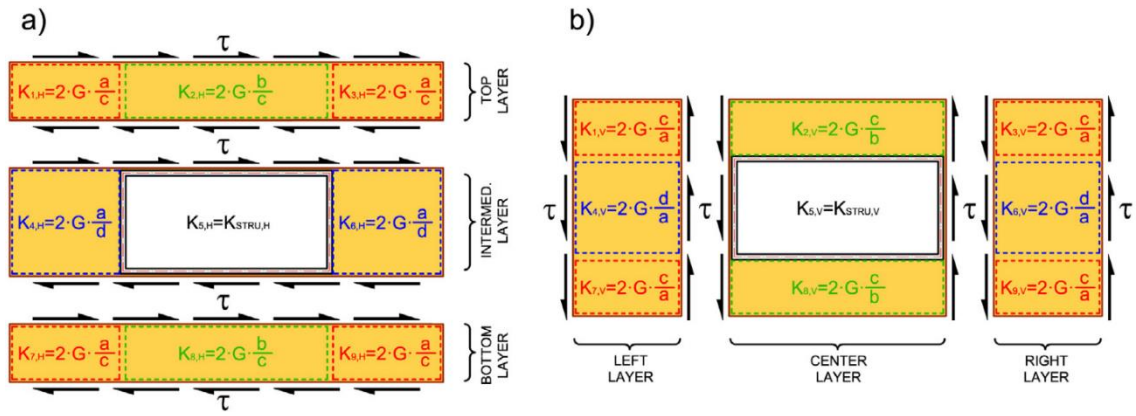 a)
τ
K1,H=2·G·a/c
K2,H=2·G·b/c
K3,H=2·G·a/c
TOP
LAYER
τ
τ
K4,H=2·G·a/d
K5,H=KSTRU,H
K6,H=2·G·a/d
INTERMED.
LAYER
τ
τ
K7,H=2·G·a/c
K8,H=2·G·b/c
K9,H=2·G·a/c
BOTTOM
LAYER
τ
b)
K1,V=2·G·c/a
K2,V=2·G·c/b
K3,V=2·G·c/a
τ
K4,V=2·G·d/a
τ
K5,V=KSTRU,V
τ
K6,V=2·G·d/a
τ
K7,V=2·G·c/a
K8,V=2·G·c/b
K9,V=2·G·c/a
LEFT
LAYER
CENTER
LAYER
RIGHT
LAYER